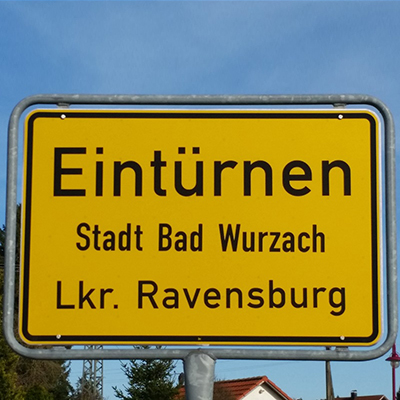 Eintürnen
Stadt Bad Wurzach
Lkr. Ravensburg